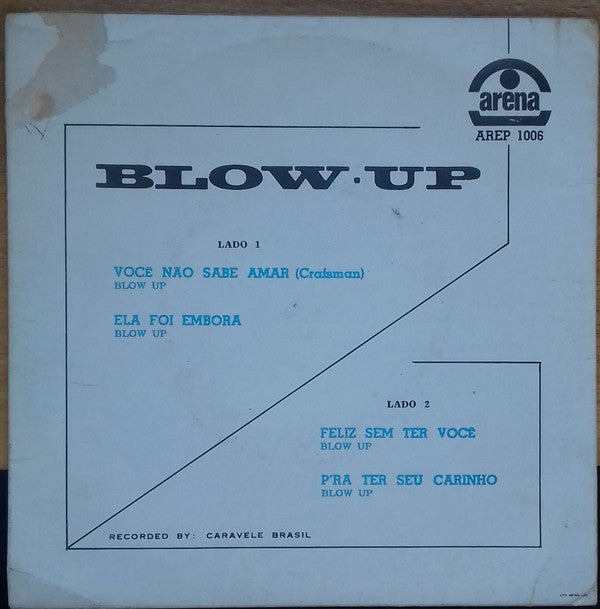 arena
AREP 1006
BLOW·UP
LADO 1
VOCÊ NAO SABE AMAR (Crafsman)
BLOW UP
ELA FOI EMBORA
BLOW UP
LADO 2
FELIZ SEM TER VOCÊ
BLOW UP
P'RA TER SEU CARINHO
BLOW UP
RECORDED BY: CARAVELE BRASIL